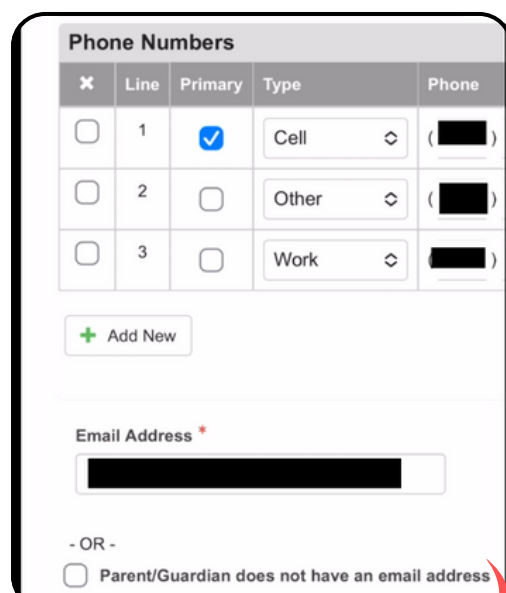 Phone Numbers
✖ Line Primary Type Phone
1 Cell ( )
2 Other ( )
3 Work ( )
+ Add New
Email Address *
- OR -
Parent/Guardian does not have an email address